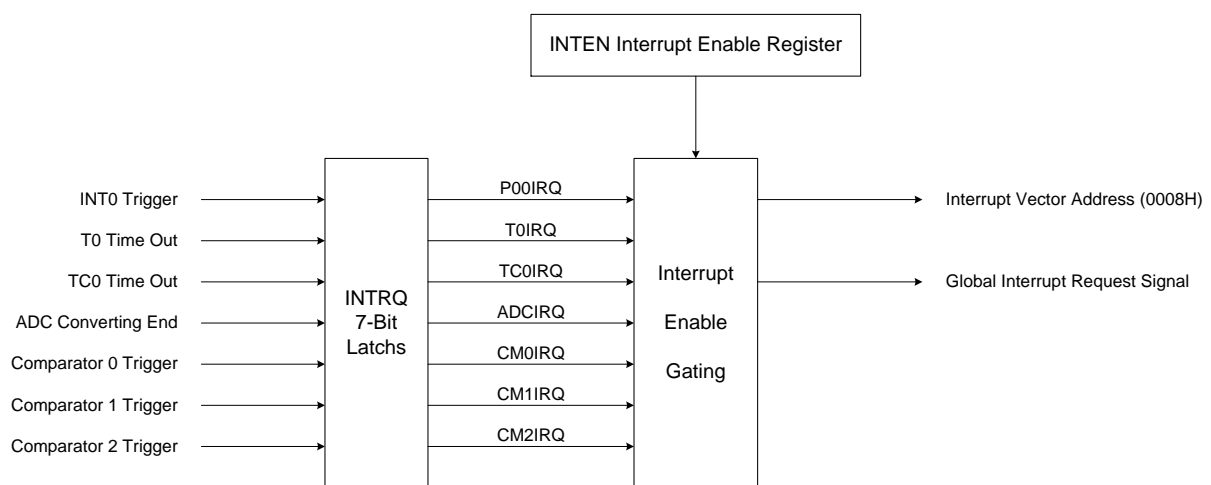 INTEN Interrupt Enable Register
INT0 Trigger
T0 Time Out
TC0 Time Out
ADC Converting End
Comparator 0 Trigger
Comparator 1 Trigger
Comparator 2 Trigger
INTRQ
7-Bit
Latchs
P00IRQ
T0IRQ
TC0IRQ
ADCIRQ
CM0IRQ
CM1IRQ
CM2IRQ
Interrupt
Enable
Gating
Interrupt Vector Address (0008H)
Global Interrupt Request Signal